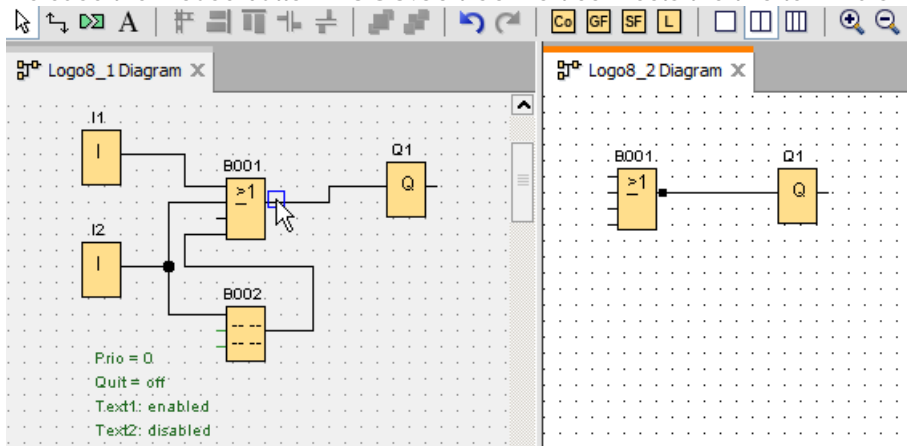 A Co GF SF L
Logo8_1 Diagram
Logo8_2 Diagram
I1
I
B001
≥1
Q1
Q
I2
I
B002
Prio = 0
Quit = off
Text1: enabled
Text2: disabled
B001
≥1
Q1
Q